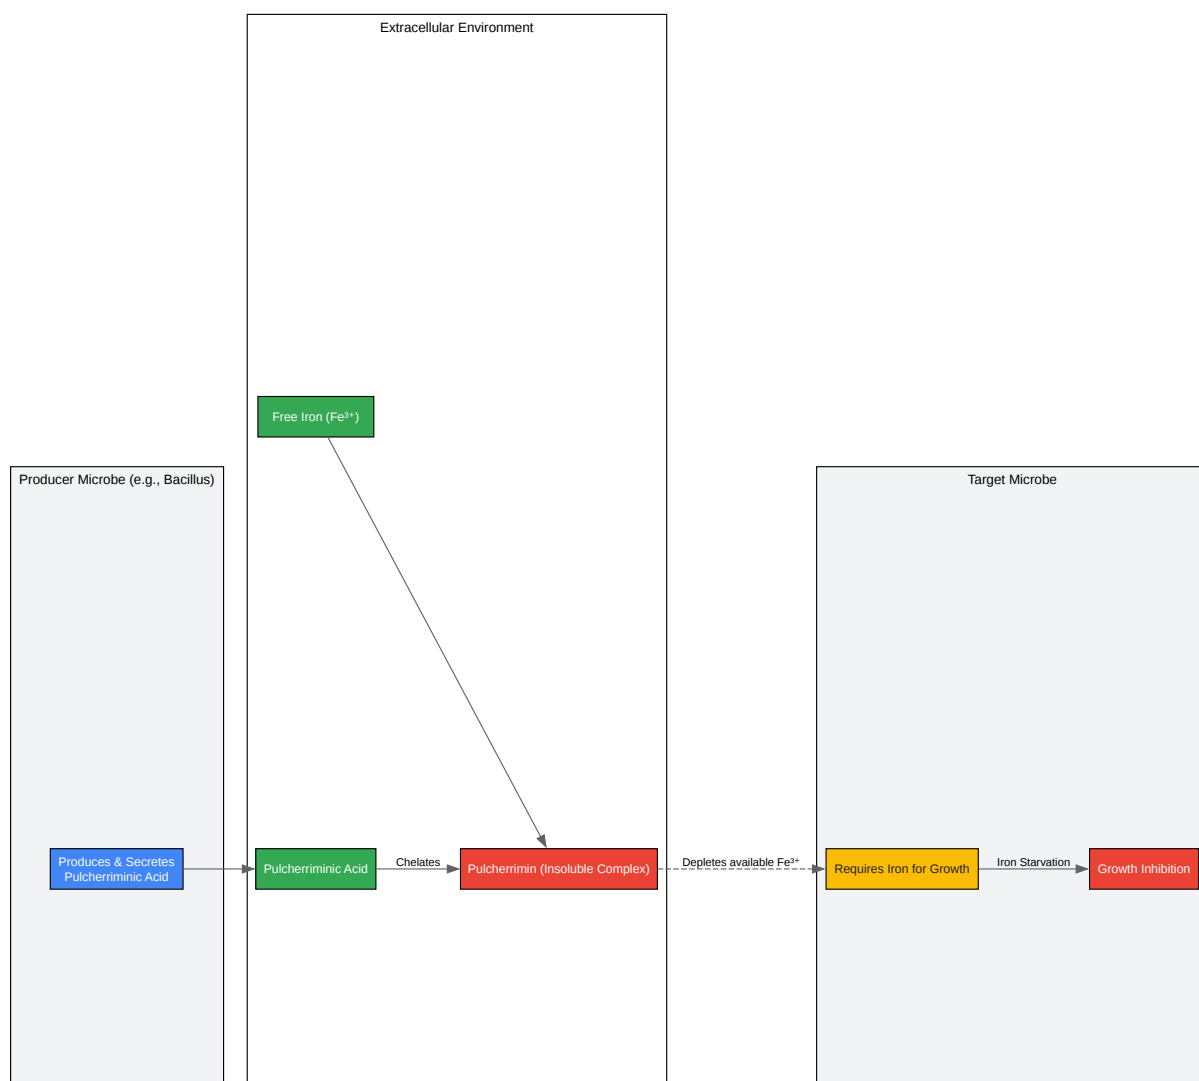 Extracellular Environment
Free Iron (Fe³⁺)
Producer Microbe (e.g., Bacillus)
Target Microbe
Produces & Secretes
Pulcherriminic Acid
Pulcherriminic Acid
Chelates
Pulcherrimin (Insoluble Complex)
Depletes available Fe³⁺
Requires Iron for Growth
Iron Starvation
Growth Inhibition